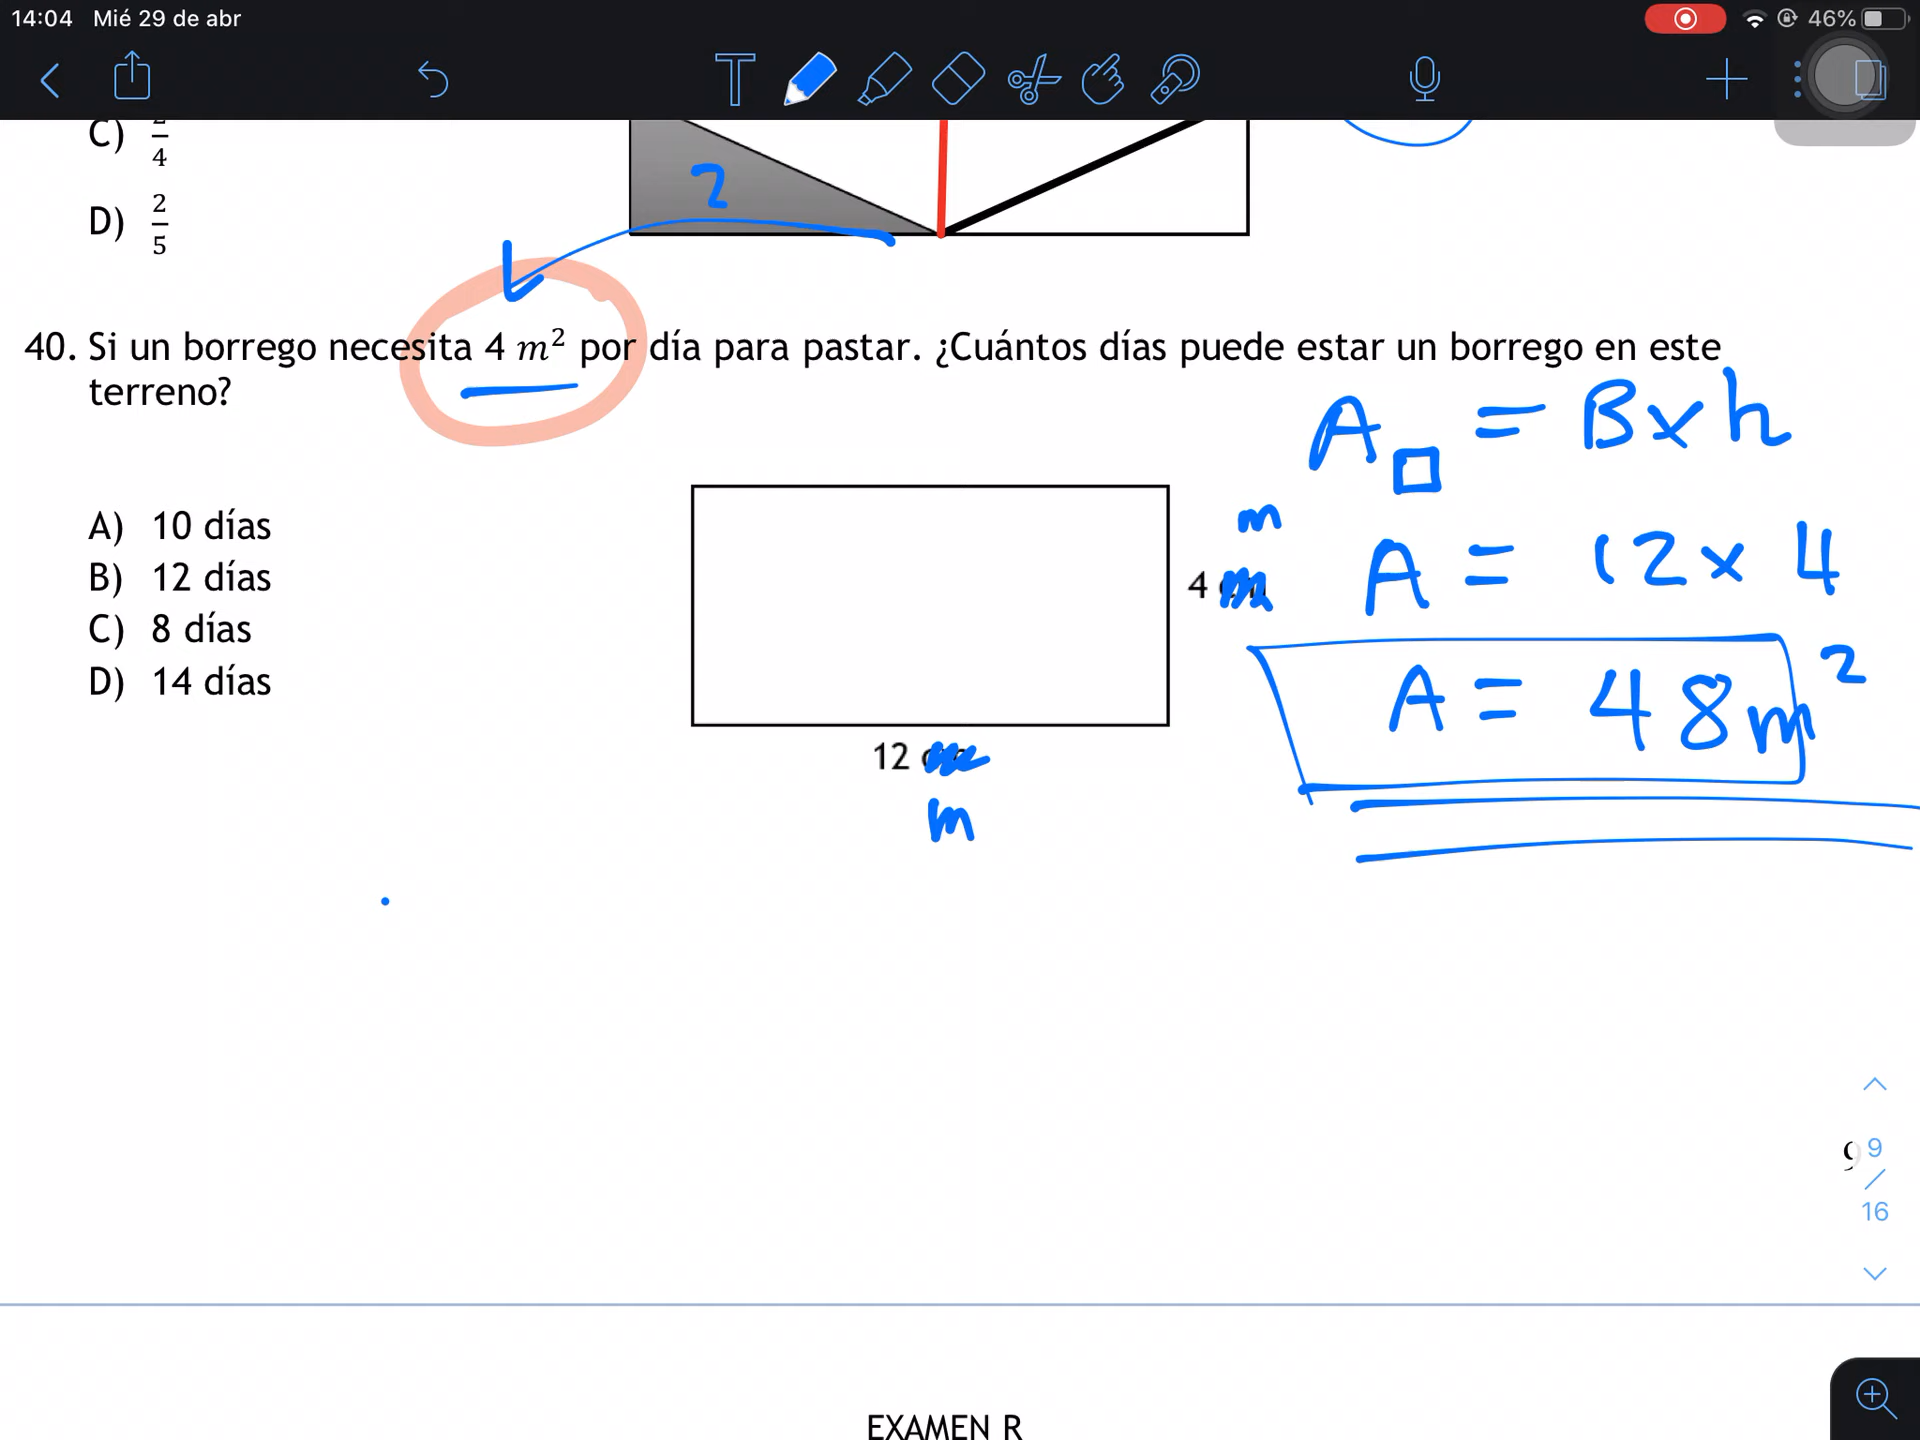 14:04 Mié 29 de abr 46%
C) 2/4
D) 2/5
2
40. Si un borrego necesita 4 m² por día para pastar. ¿Cuántos días puede estar un borrego en este
terreno?
A□ = B x h
A) 10 días
B) 12 días
C) 8 días
D) 14 días
m
4
A = 12 x 4
A = 48 m²
12
m
9
9
/
16
EXAMEN R